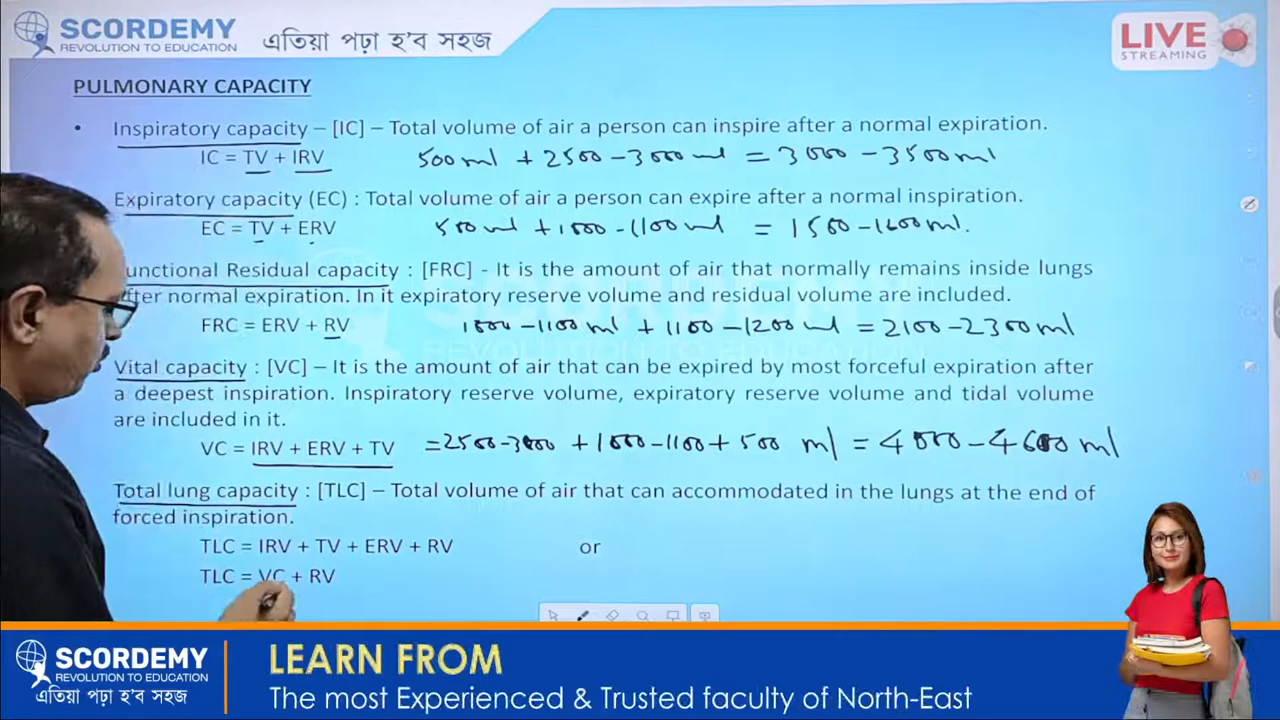 SCORDEMY
REVOLUTION TO EDUCATION
এতিয়া পঢ়া হ'ব সহজ
LIVE
STREAMING
PULMONARY CAPACITY
• Inspiratory capacity – [IC] – Total volume of air a person can inspire after a normal expiration.
IC = TV + IRV 500 ml + 2500 - 3000 ml = 3000 - 3500 ml
Expiratory capacity (EC) : Total volume of air a person can expire after a normal inspiration.
EC = TV + ERV 500 ml + 1000 - 1100 ml = 1500 - 1600 ml.
unctional Residual capacity : [FRC] - It is the amount of air that normally remains inside lungs
fter normal expiration. In it expiratory reserve volume and residual volume are included.
FRC = ERV + RV 1000 - 1100 ml + 1100 - 1200 ml = 2100 - 2300 ml
Vital capacity : [VC] – It is the amount of air that can be expired by most forceful expiration after
a deepest inspiration. Inspiratory reserve volume, expiratory reserve volume and tidal volume
are included in it.
VC = IRV + ERV + TV = 2500 - 3000 + 1000 - 1100 + 500 ml = 4000 - 4600 ml
Total lung capacity : [TLC] – Total volume of air that can accommodated in the lungs at the end of
forced inspiration.
TLC = IRV + TV + ERV + RV or
TLC = VC + RV
SCORDEMY
REVOLUTION TO EDUCATION
এতিয়া পঢ়া হ'ব সহজ
LEARN FROM
The most Experienced & Trusted faculty of North-East